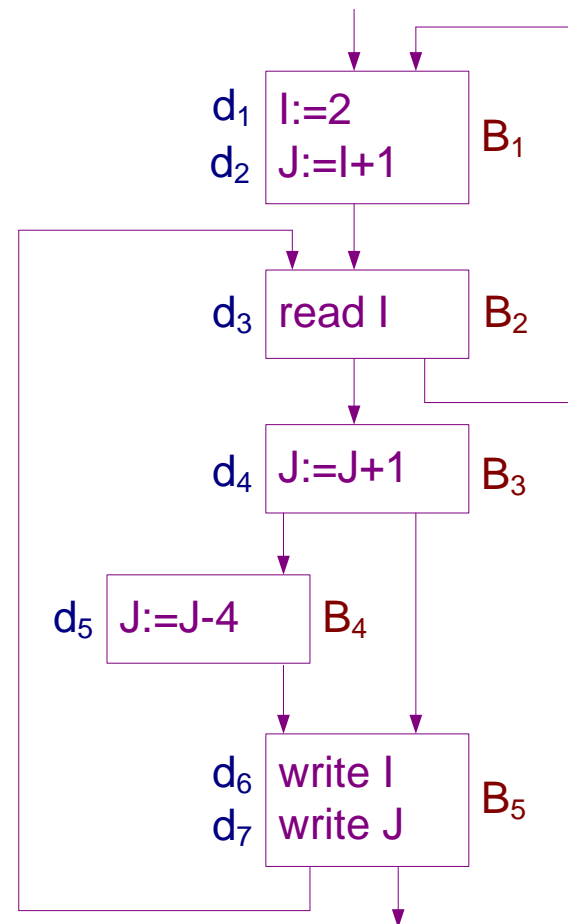 d₁ I:=2
d₂ J:=I+1 B₁
d₃ read I B₂
d₄ J:=J+1 B₃
d₅ J:=J-4 B₄
d₆ write I
d₇ write J B₅